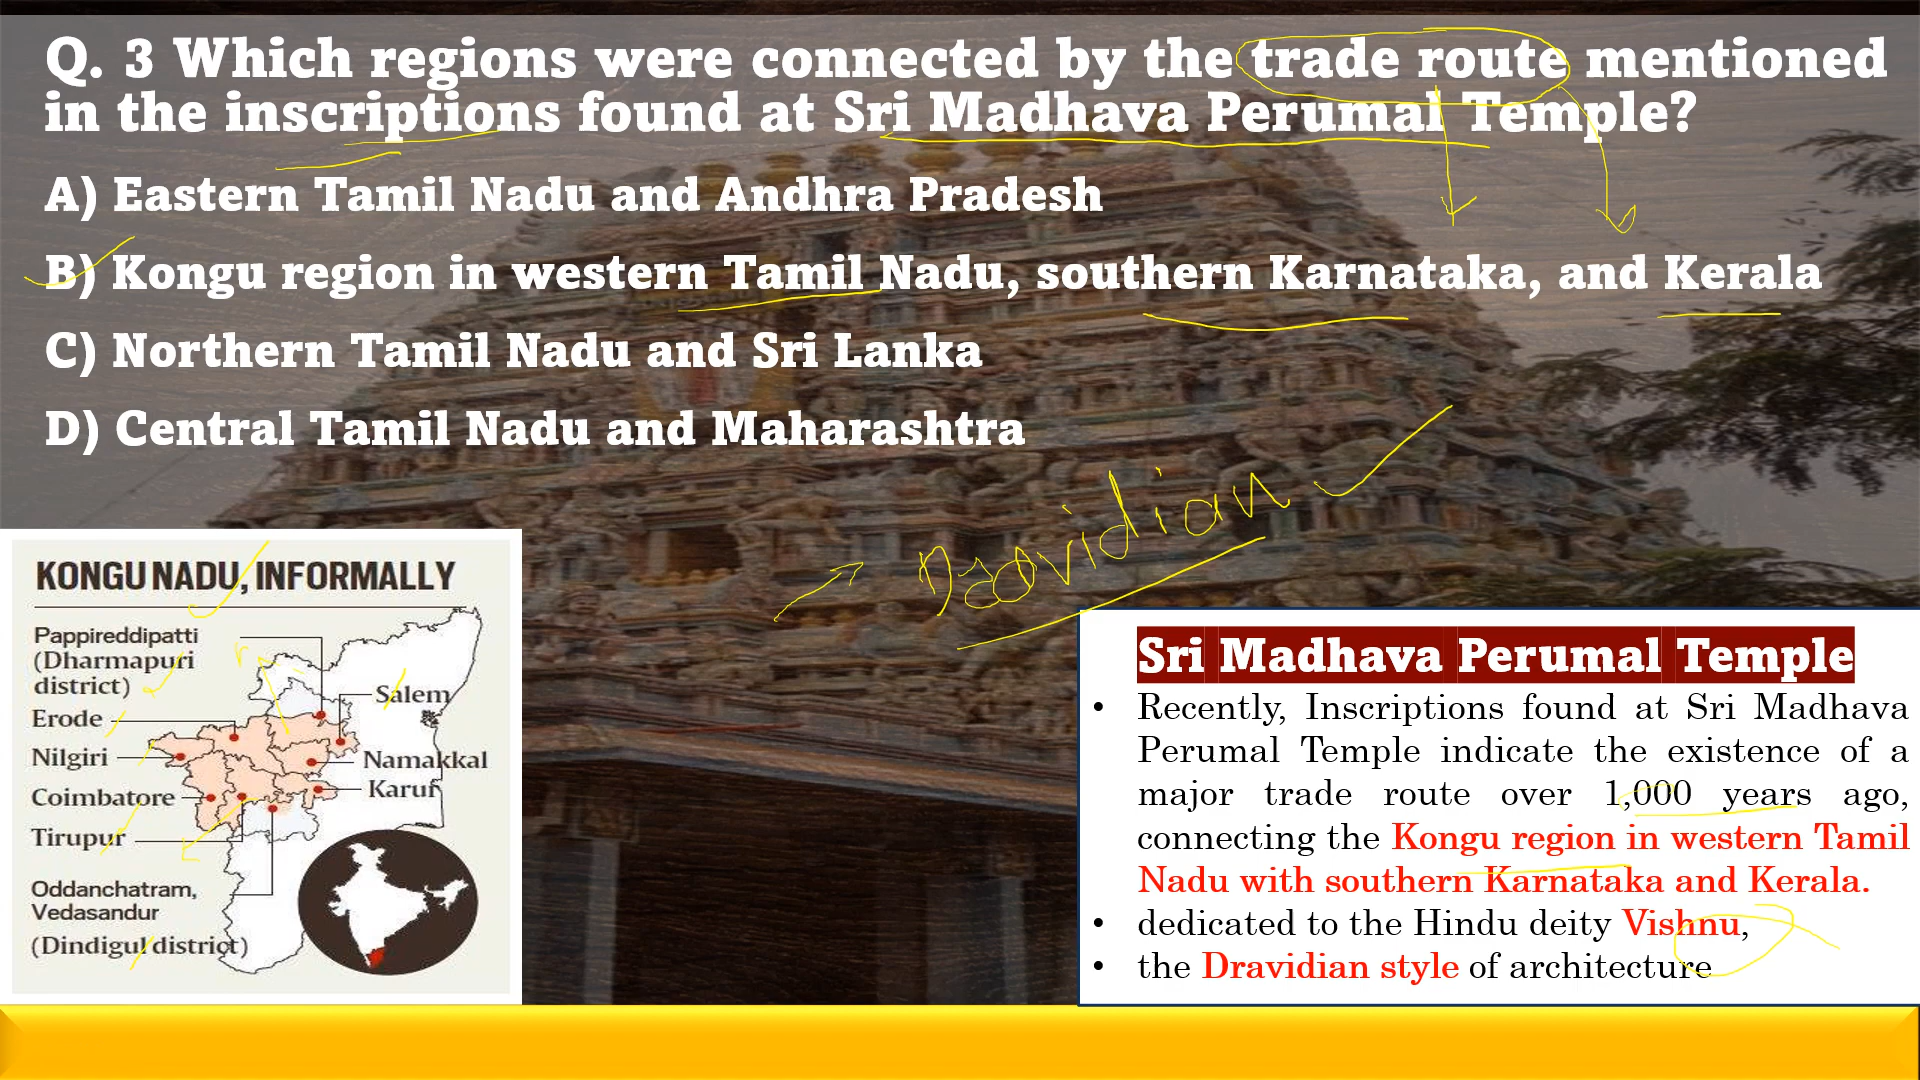 Q. 3 Which regions were connected by the trade route mentioned
in the inscriptions found at Sri Madhava Perumal Temple?
A) Eastern Tamil Nadu and Andhra Pradesh
B) Kongu region in western Tamil Nadu, southern Karnataka, and Kerala
C) Northern Tamil Nadu and Sri Lanka
D) Central Tamil Nadu and Maharashtra
Dravidian
KONGU NADU, INFORMALLY
Pappireddipatti
(Dharmapuri
district)
Salem
Erode
Nilgiri
Namakkal
Karur
Coimbatore
Tirupur
Oddanchatram,
Vedasandur
(Dindigul district)
Sri Madhava Perumal Temple
• Recently, Inscriptions found at Sri Madhava
Perumal Temple indicate the existence of a
major trade route over 1,000 years ago,
connecting the Kongu region in western Tamil
Nadu with southern Karnataka and Kerala.
• dedicated to the Hindu deity Vishnu,
• the Dravidian style of architecture